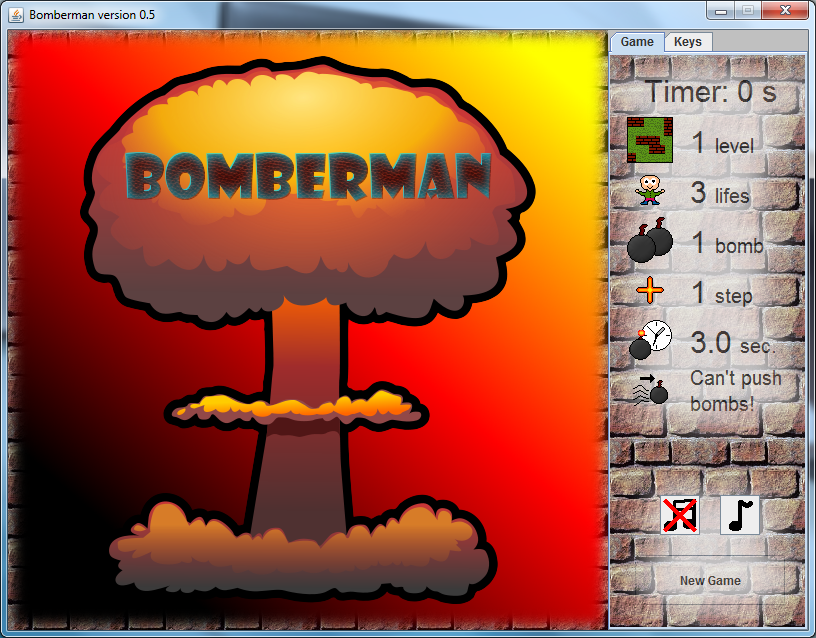 Bomberman version 0.5
BOMBERMAN
Game Keys
Timer: 0 s
1 level
3 lifes
1 bomb
1 step
3.0 sec.
Can't push
bombs!
New Game